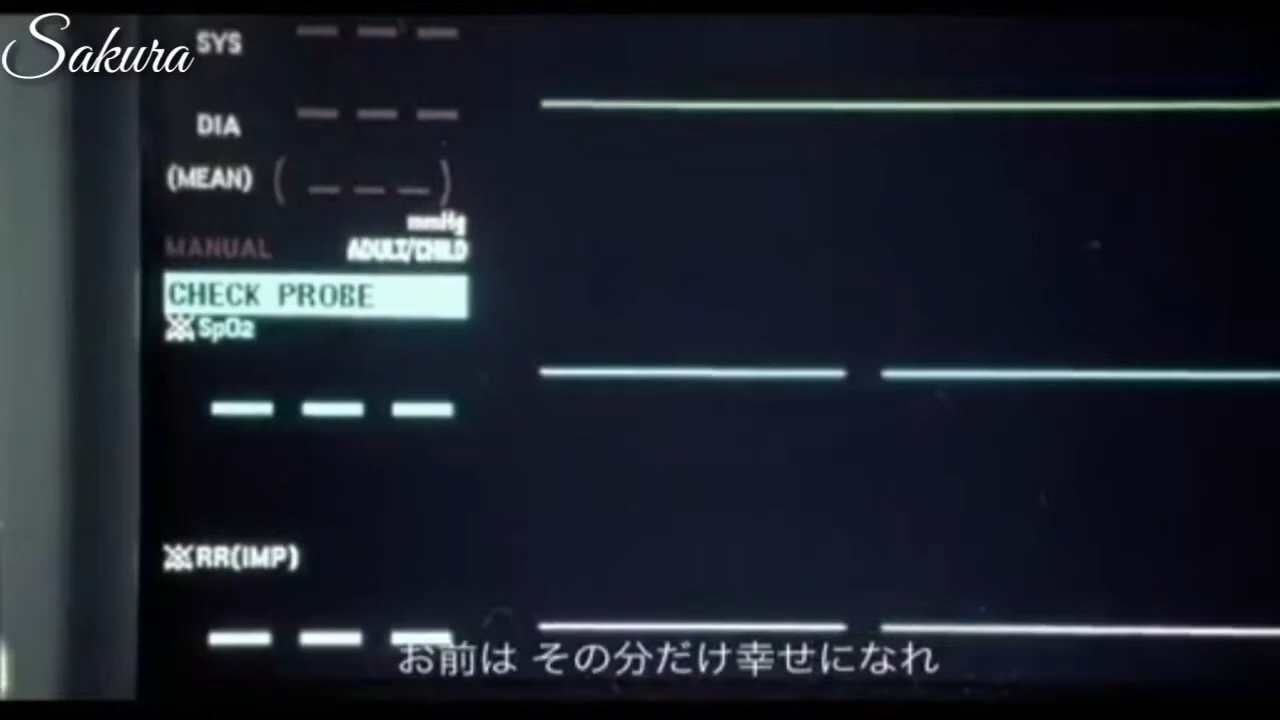 Sakura
SYS
DIA
(MEAN)
mmHg
MANUAL ADULT/CHILD
CHECK PROBE
※SpO2
※RR(IMP)
お前は その分だけ幸せになれ